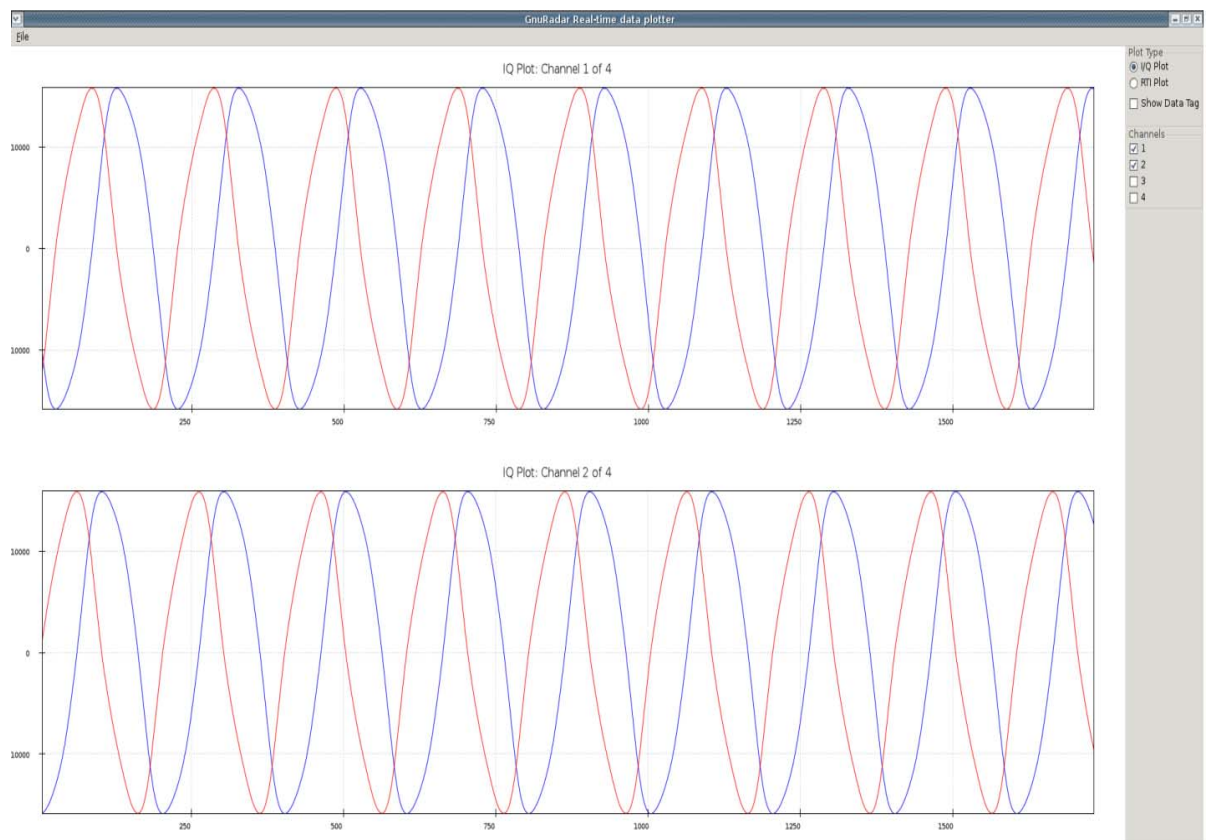 GnuRadar Real-time data plotter
File
IQ Plot: Channel 1 of 4
10000
0
10000
250 500 750 1000 1250 1500
IQ Plot: Channel 2 of 4
10000
0
10000
250 500 750 1000 1250 1500
Plot Type
I/Q Plot
RTI Plot
Show Data Tag
Channels
1
2
3
4